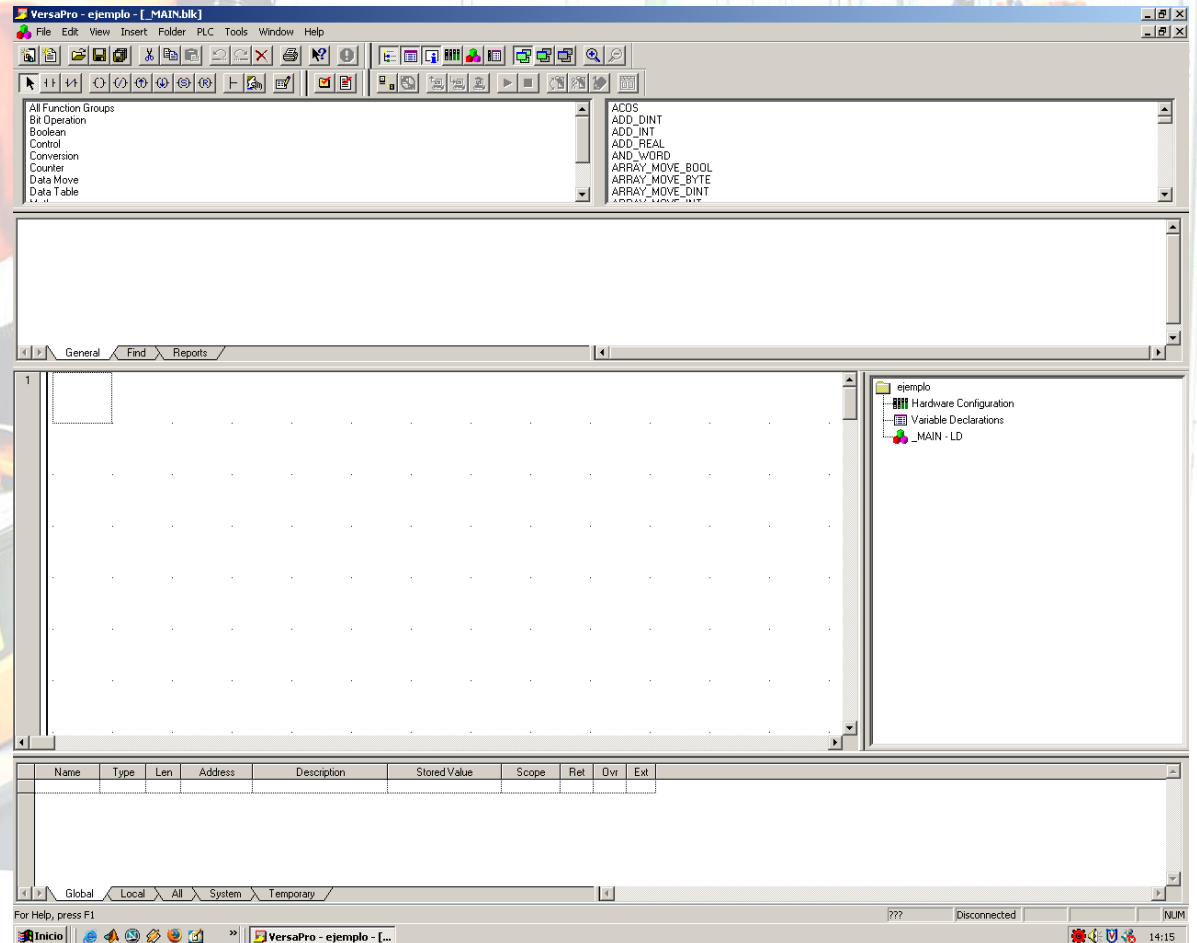 VersaPro - ejemplo - [_MAIN.blk]
File Edit View Insert Folder PLC Tools Window Help
All Function Groups
Bit Operation
Boolean
Control
Conversion
Counter
Data Move
Data Table
ACOS
ADD_DINT
ADD_INT
ADD_REAL
AND_WORD
ARRAY_MOVE_BOOL
ARRAY_MOVE_BYTE
ARRAY_MOVE_DINT
General Find Reports
1
ejemplo
Hardware Configuration
Variable Declarations
_MAIN - LD
Name Type Len Address Description Stored Value Scope Ret Ovr Ext
Global Local All System Temporary
For Help, press F1 ??? Disconnected NUM
Inicio » VersaPro - ejemplo - [... 14:15